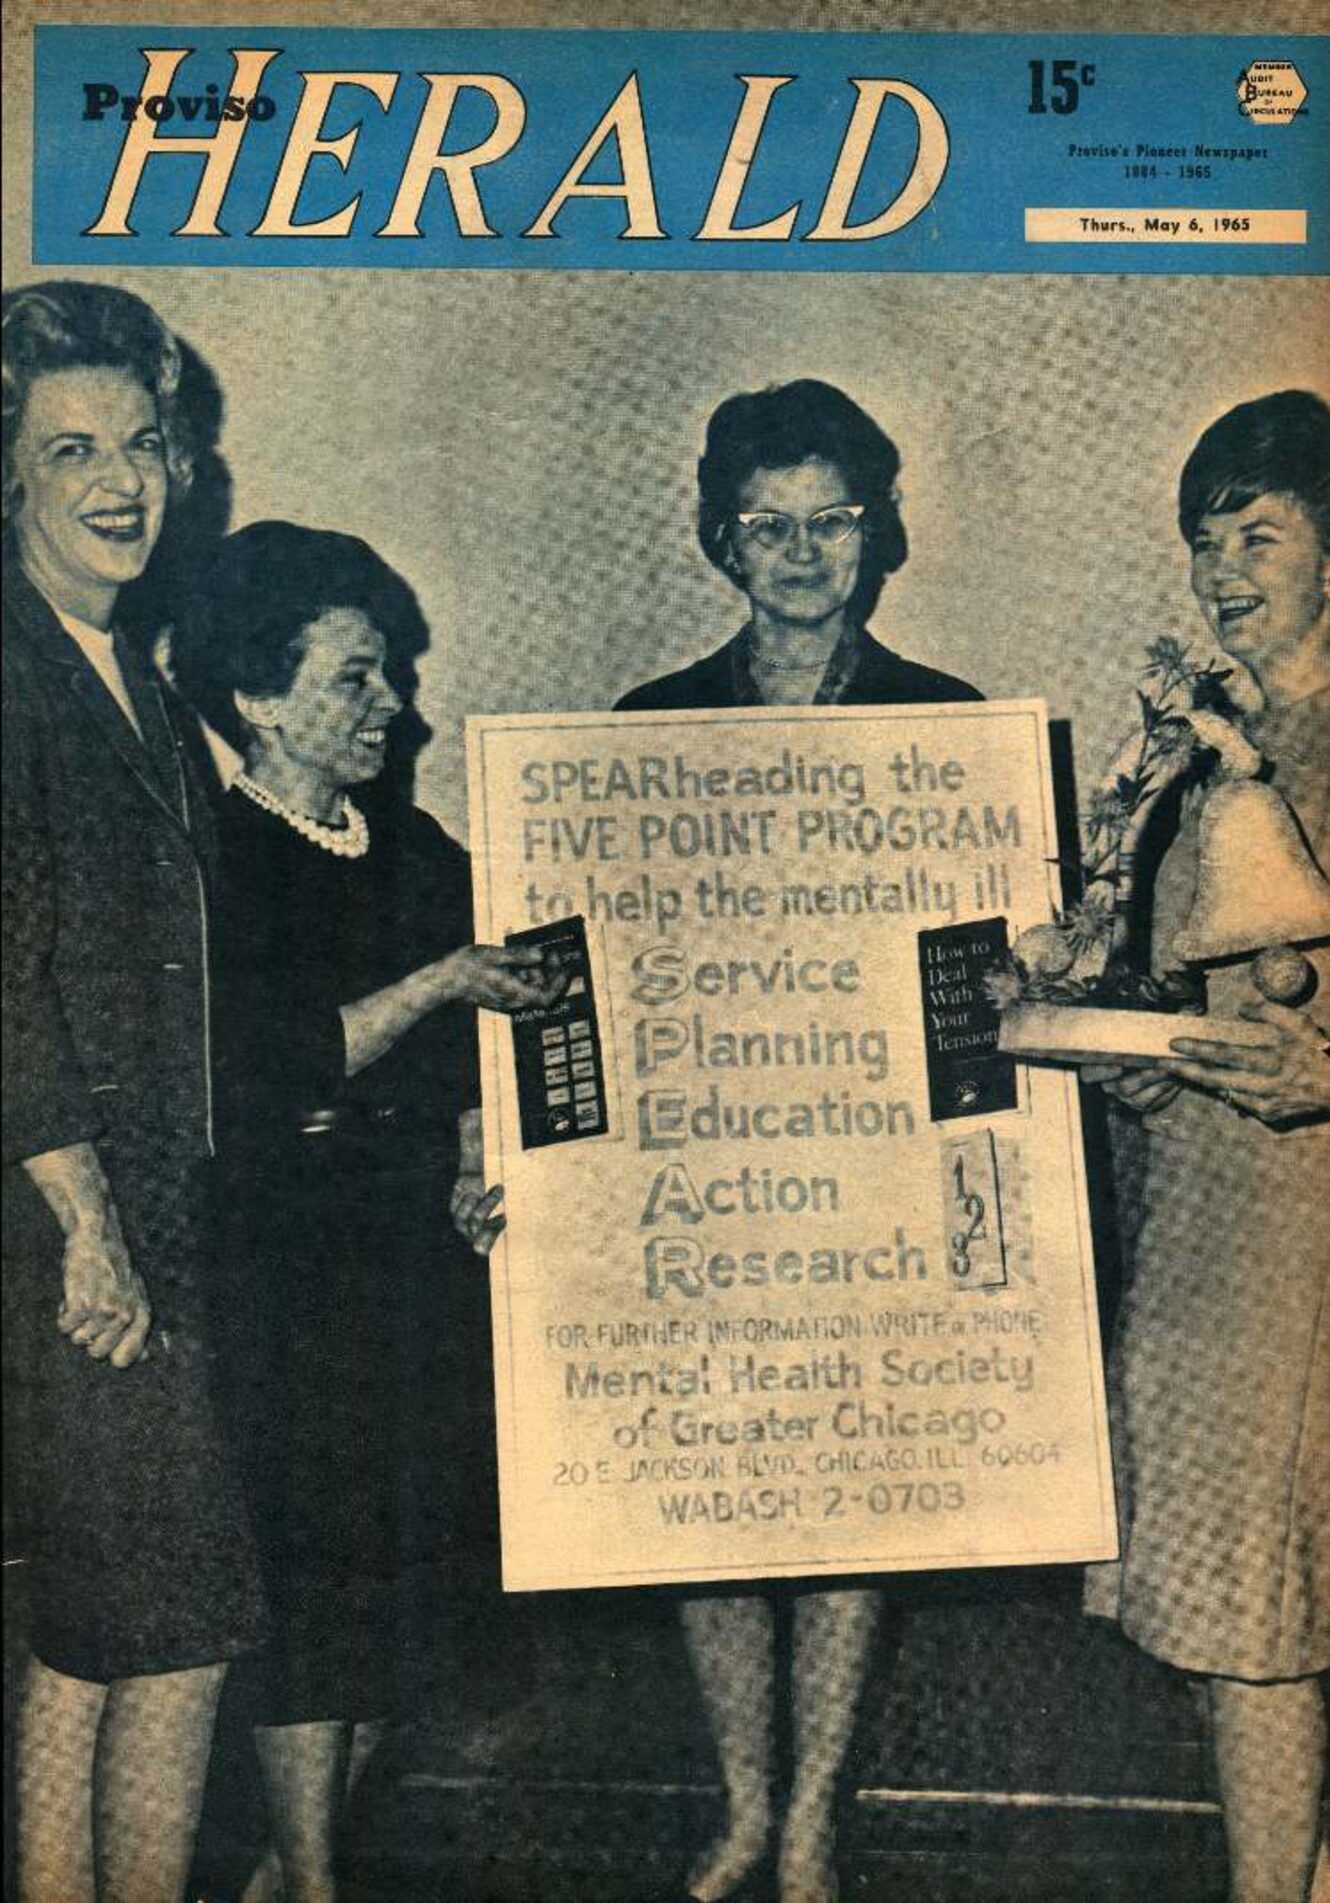 Proviso
HERALD
15c
MEMBER
AUDIT
BUREAU
OF
CIRCULATIONS
Proviso's Pioneer Newspaper
1884 - 1965
Thurs., May 6, 1965
SPEARheading the
FIVE POINT PROGRAM
to help the mentally ill
Service
Planning
Education
Action
Research
How to
Deal
With
Your
Tension
1
2
3
FOR FURTHER INFORMATION WRITE or PHONE
Mental Health Society
of Greater Chicago
20 E JACKSON BLVD. CHICAGO. ILL. 60604
WABASH 2-0703